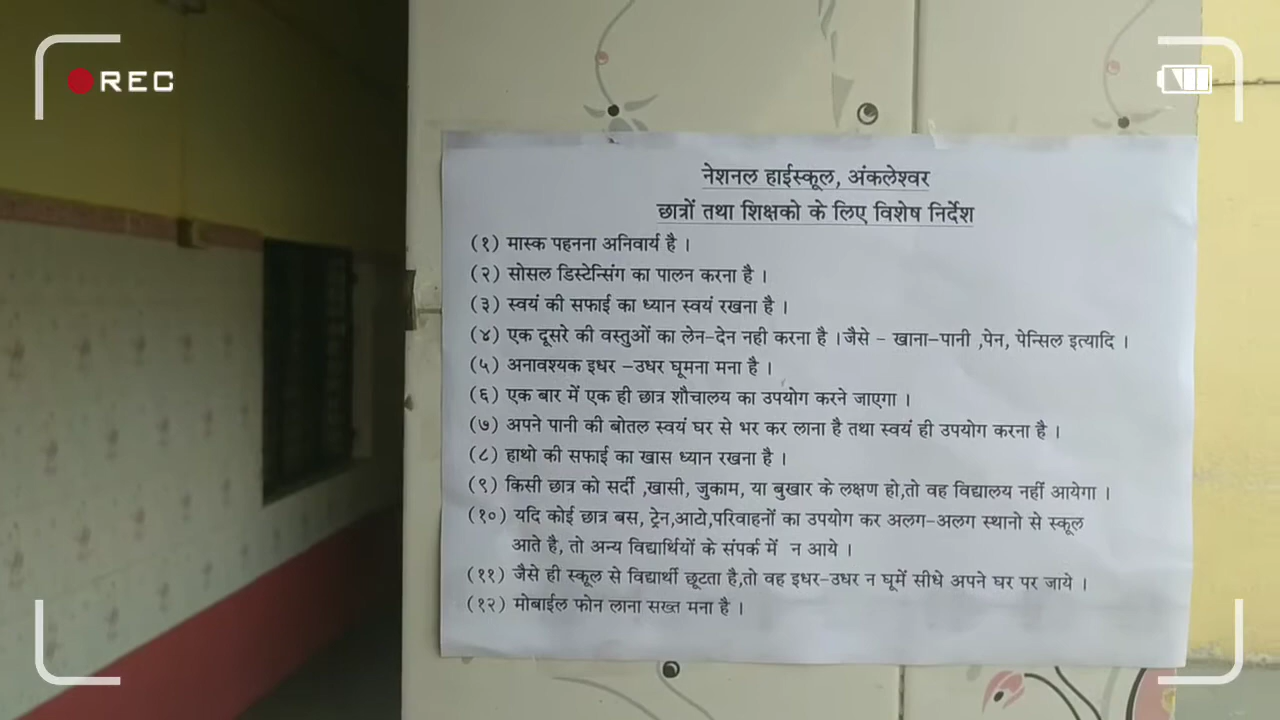 REC
नेशनल हाईस्कूल, अंकलेश्वर
छात्रों तथा शिक्षको के लिए विशेष निर्देश
(१) मास्क पहनना अनिवार्य है ।
(२) सोसल डिस्टेन्सिंग का पालन करना है ।
(३) स्वयं की सफाई का ध्यान स्वयं रखना है ।
(४) एक दूसरे की वस्तुओं का लेन-देन नही करना है ।जैसे - खाना-पानी ,पेन, पेन्सिल इत्यादि ।
(५) अनावश्यक इधर -उधर घूमना मना है ।
(६) एक बार में एक ही छात्र शौचालय का उपयोग करने जाएगा ।
(७) अपने पानी की बोतल स्वयं घर से भर कर लाना है तथा स्वयं ही उपयोग करना है ।
(८) हाथो की सफाई का खास ध्यान रखना है ।
(९) किसी छात्र को सर्दी ,खासी, जुकाम, या बुखार के लक्षण हो,तो वह विद्यालय नहीं आयेगा ।
(१०) यदि कोई छात्र बस, ट्रेन,आटो,परिवाहनों का उपयोग कर अलग-अलग स्थानो से स्कूल
आते है, तो अन्य विद्यार्थियों के संपर्क में न आये ।
(११) जैसे ही स्कूल से विद्यार्थी छूटता है,तो वह इधर-उधर न घूमें सीधे अपने घर पर जाये ।
(१२) मोबाईल फोन लाना सख्त मना है ।